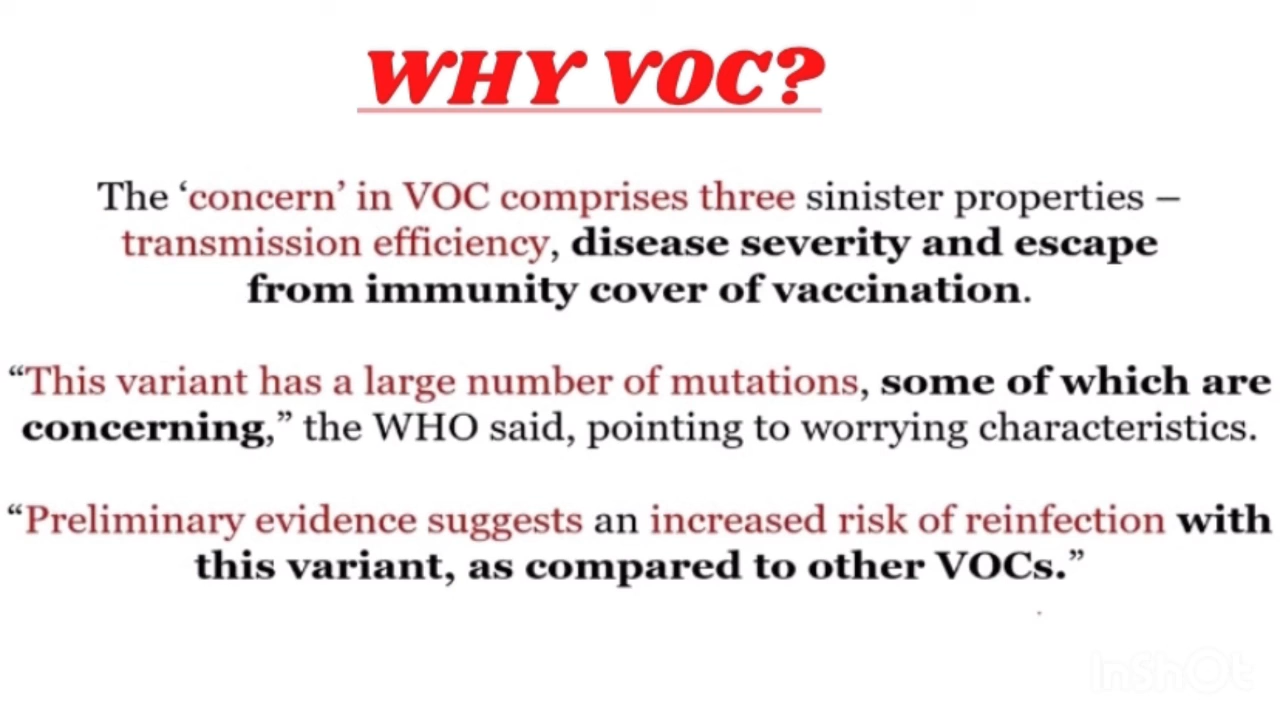 WHY VOC?
The ‘concern’ in VOC comprises three sinister properties –
transmission efficiency, disease severity and escape
from immunity cover of vaccination.
“This variant has a large number of mutations, some of which are
concerning,” the WHO said, pointing to worrying characteristics.
“Preliminary evidence suggests an increased risk of reinfection with
this variant, as compared to other VOCs.”
InShOt